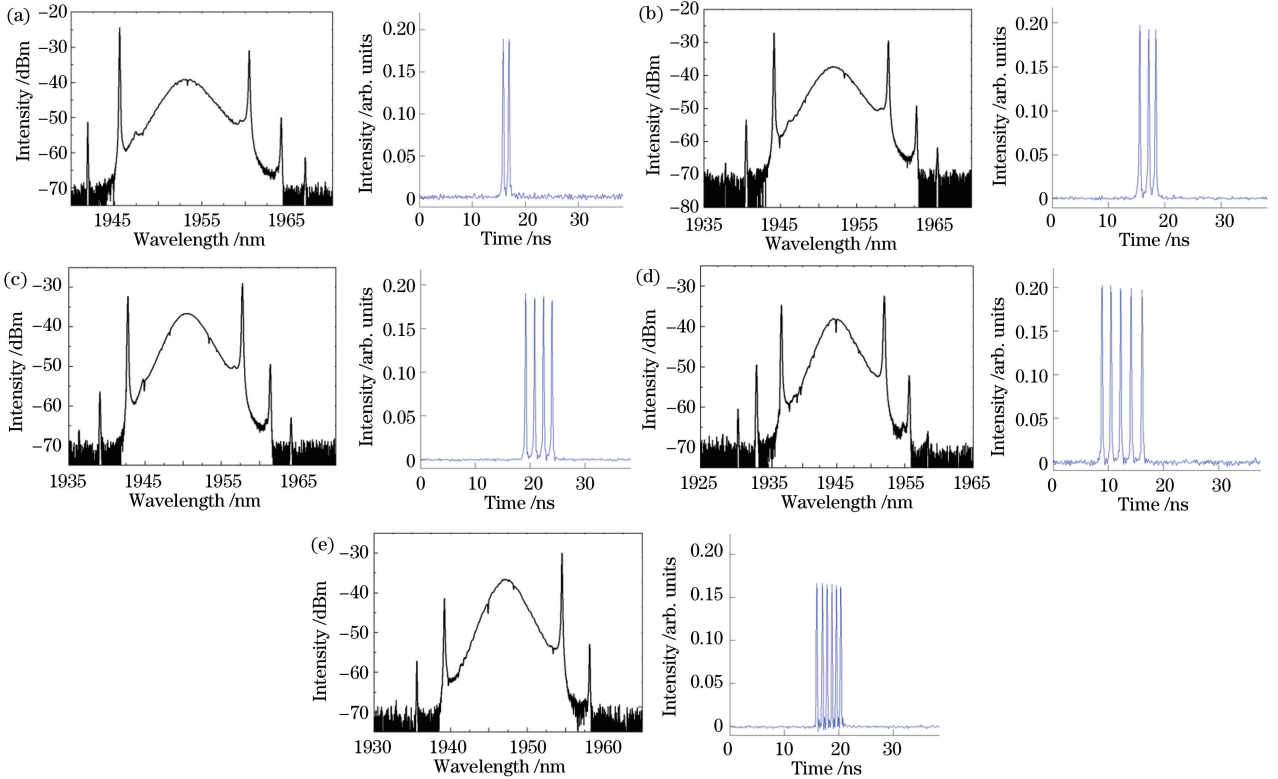 (a)
Intensity /dBm
−20
−30
−40
−50
−60
−70
1945 1955 1965
Wavelength /nm
Intensity /arb. units
0.20
0.15
0.10
0.05
0
0 10 20 30
Time /ns
(b)
Intensity /dBm
−20
−30
−40
−50
−60
−70
−80
1935 1945 1955 1965
Wavelength /nm
Intensity /arb. units
0.20
0.15
0.10
0.05
0
0 10 20 30
Time /ns
(c)
Intensity /dBm
−30
−40
−50
−60
−70
1935 1945 1955 1965
Wavelength /nm
Intensity /arb. units
0.20
0.15
0.10
0.05
0
0 10 20 30
Time /ns
(d)
Intensity /dBm
−30
−40
−50
−60
−70
1925 1935 1945 1955 1965
Wavelength /nm
Intensity /arb. units
0.20
0.15
0.10
0.05
0
0 10 20 30
Time /ns
(e)
Intensity /dBm
−30
−40
−50
−60
−70
1930 1940 1950 1960
Wavelength /nm
Intensity /arb. units
0.20
0.15
0.10
0.05
0
0 10 20 30
Time /ns